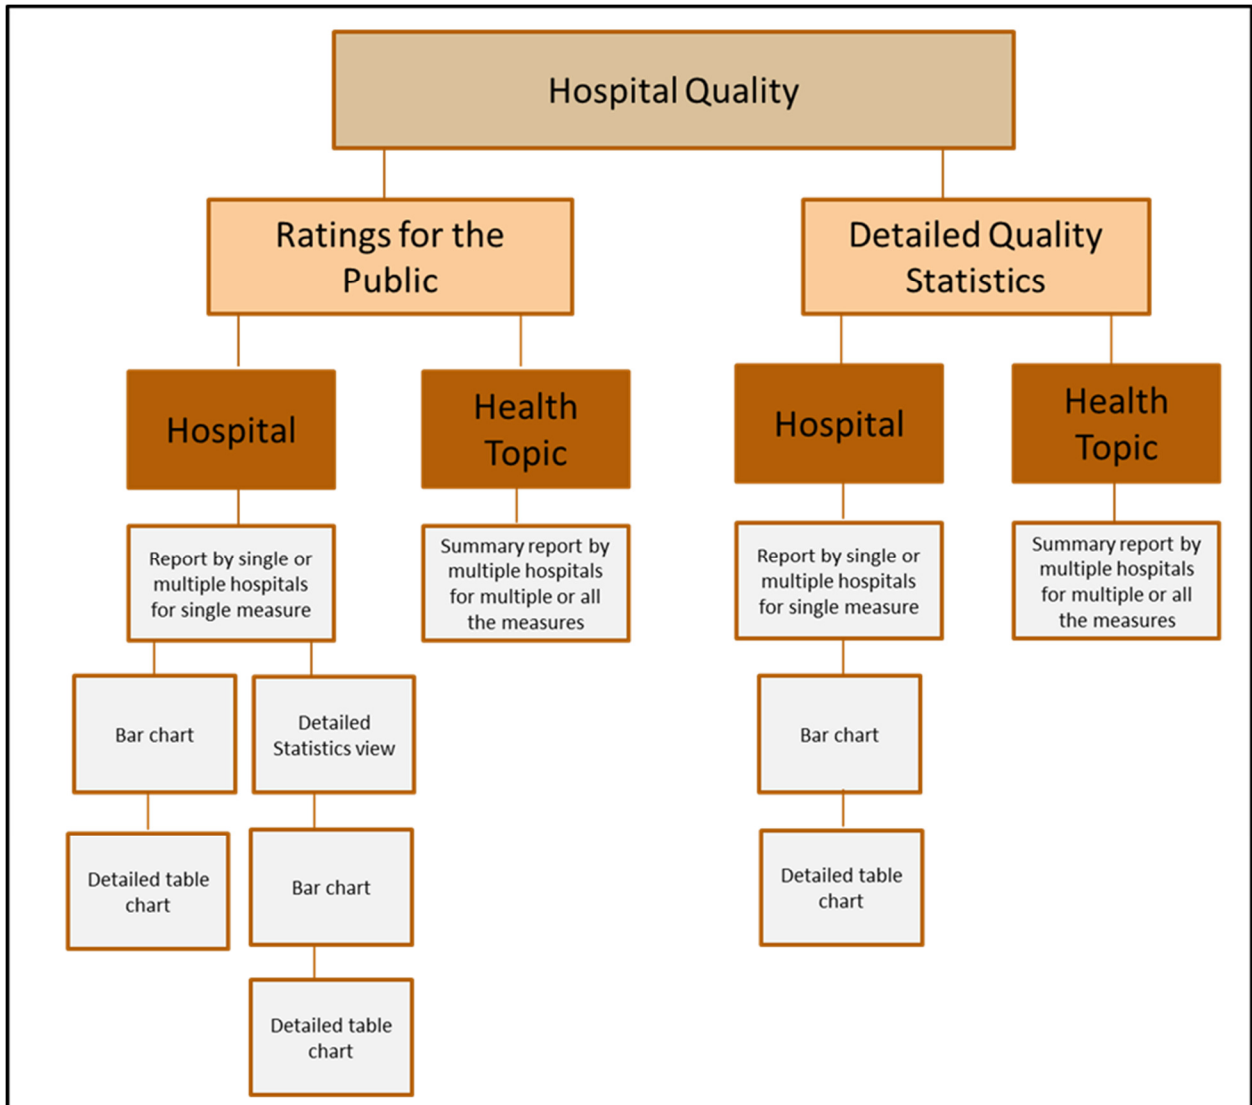 Hospital Quality
Ratings for the
Public
Detailed Quality
Statistics
Hospital
Health
Topic
Hospital
Health
Topic
Report by single or
multiple hospitals
for single measure
Summary report by
multiple hospitals
for multiple or all
the measures
Report by single or
multiple hospitals
for single measure
Summary report by
multiple hospitals
for multiple or all
the measures
Bar chart
Detailed
Statistics view
Bar chart
Detailed table
chart
Bar chart
Detailed table
chart
Detailed table
chart